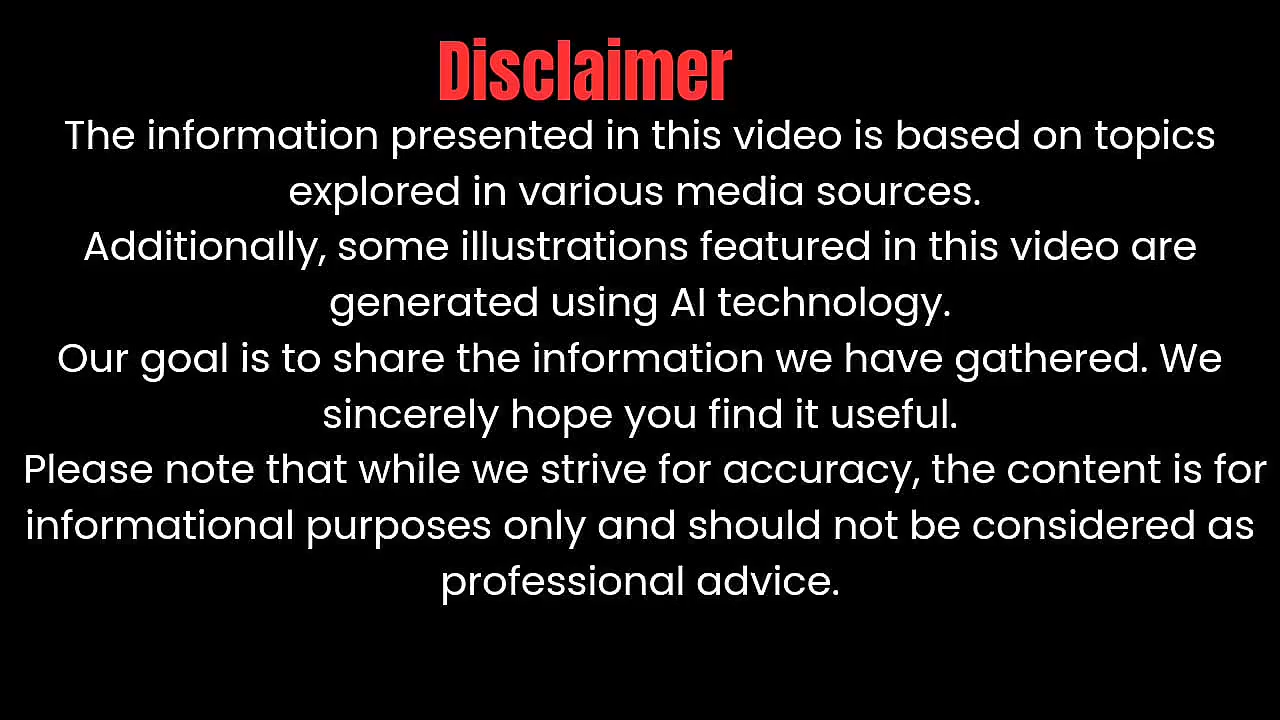 Disclaimer
The information presented in this video is based on topics
explored in various media sources.
Additionally, some illustrations featured in this video are
generated using AI technology.
Our goal is to share the information we have gathered. We
sincerely hope you find it useful.
Please note that while we strive for accuracy, the content is for
informational purposes only and should not be considered as
professional advice.